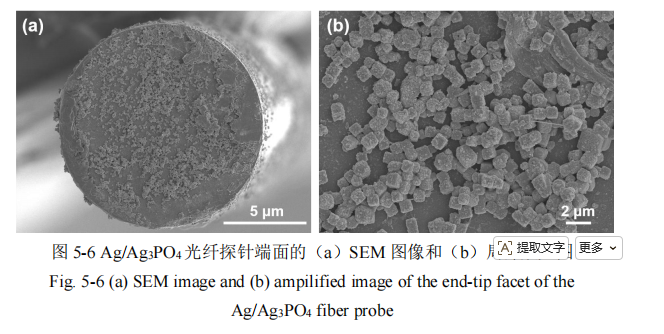 (a)
(b)
5 μm
2 μm
图 5-6 Ag/Ag3PO4 光纤探针端面的（a）SEM 图像和（b）
提取文字
更多
Fig. 5-6 (a) SEM image and (b) ampilified image of the end-tip facet of the
Ag/Ag3PO4 fiber probe